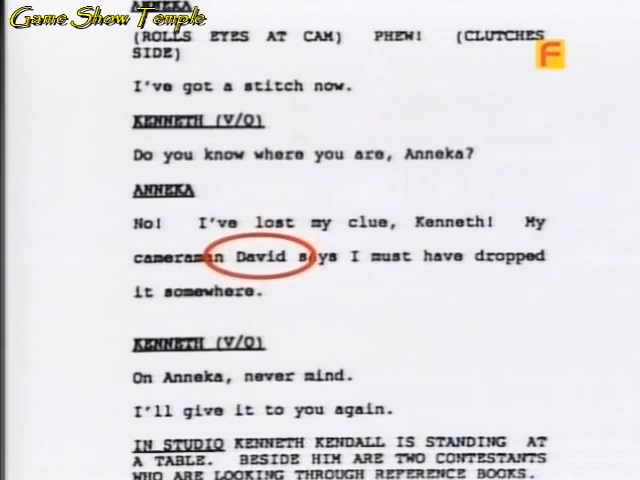 Game Show Temple
ANNEKA
(ROLLS EYES AT CAM) PHEW! (CLUTCHES
SIDE)
F
I've got a stitch now.
KENNETH (V/O)
Do you know where you are, Anneka?
ANNEKA
No! I've lost my clue, Kenneth! My
cameraman David says I must have dropped
it somewhere.
KENNETH (V/O)
On Anneka, never mind.
I'll give it to you again.
IN STUDIO KENNETH KENDALL IS STANDING AT
A TABLE. BESIDE HIM ARE TWO CONTESTANTS
WHO ARE LOOKING THROUGH REFERENCE BOOKS.